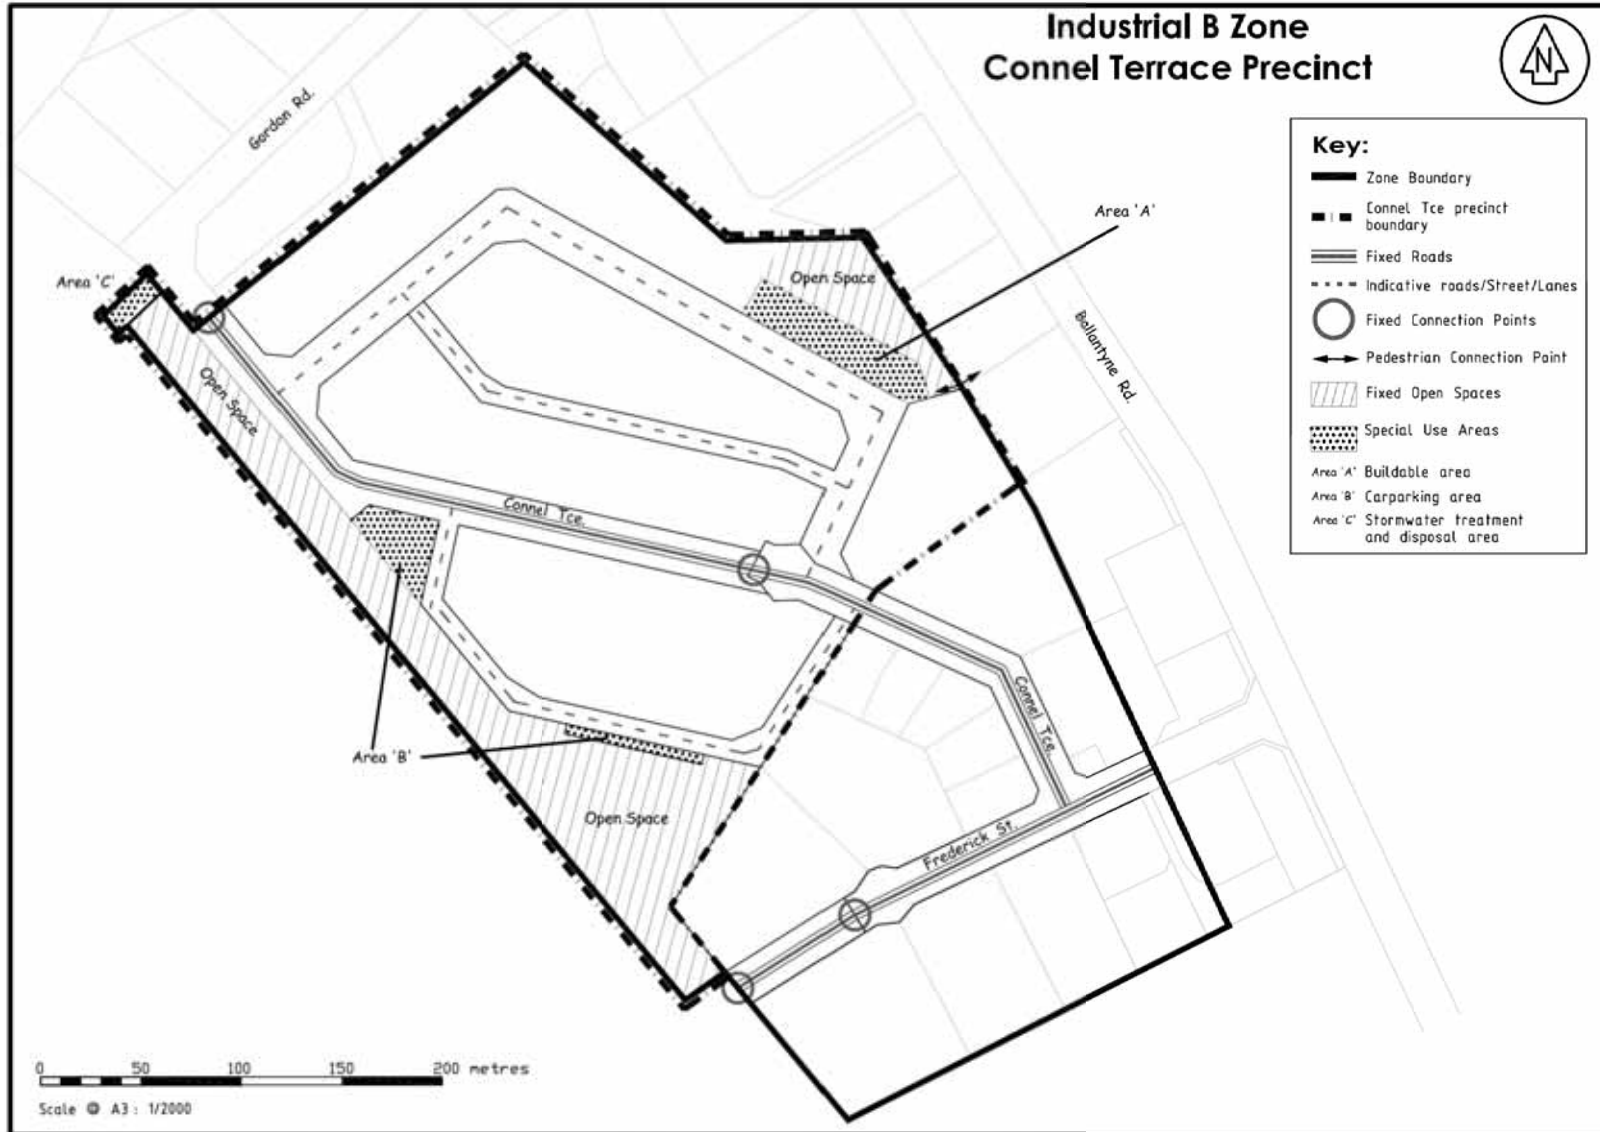 Industrial B Zone
Connel Terrace Precinct
N
Key:
Zone Boundary
Connel Tce precinct
boundary
Fixed Roads
Indicative roads/Street/Lanes
Fixed Connection Points
Pedestrian Connection Point
Fixed Open Spaces
Special Use Areas
Area 'A' Buildable area
Area 'B' Carparking area
Area 'C' Stormwater treatment
and disposal area
Gordon Rd.
Area 'A'
Open Space
Area 'C'
Ballantyne Rd.
Open Space
Connel Tce.
Connel Tce.
Area 'B'
Open Space
Frederick St.
0 50 100 150 200 metres
Scale @ A3: 1/2000